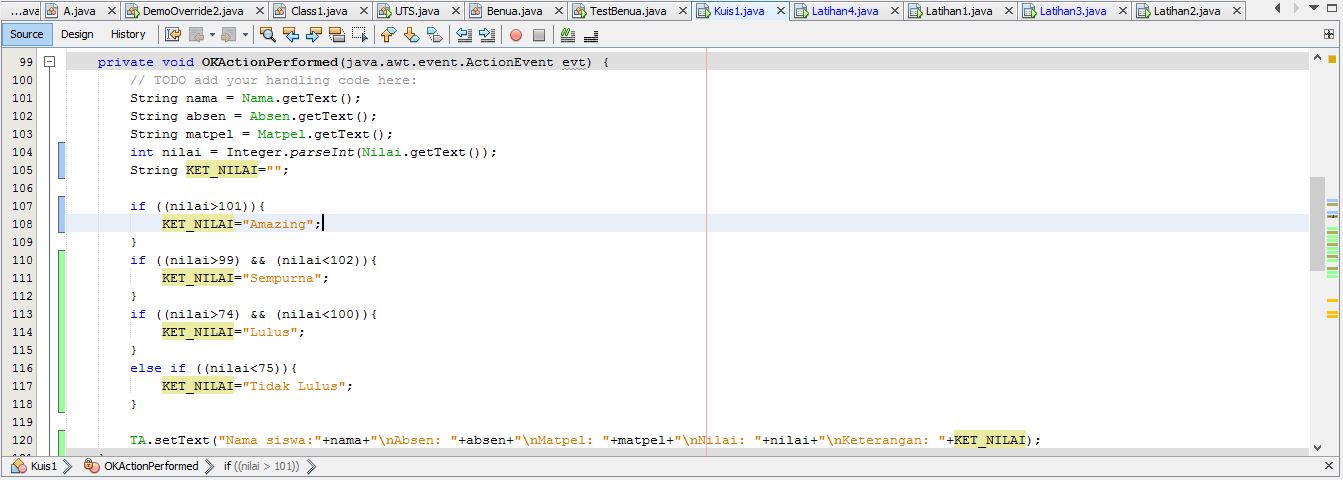 ...ava A.java DemoOverride2.java Class1.java UTS.java Benua.java TestBenua.java Kuis1.java Latihan4.java Latihan1.java Latihan3.java Latihan2.java
Source Design History
99 private void OKActionPerformed(java.awt.event.ActionEvent evt) {
100 // TODO add your handling code here:
101 String nama = Nama.getText();
102 String absen = Absen.getText();
103 String matpel = Matpel.getText();
104 int nilai = Integer.parseInt(Nilai.getText());
105 String KET_NILAI="";
106
107 if ((nilai>101)){
108 KET_NILAI="Amazing";
109 }
110 if ((nilai>99) && (nilai<102)){
111 KET_NILAI="Sempurna";
112 }
113 if ((nilai>74) && (nilai<100)){
114 KET_NILAI="Lulus";
115 }
116 else if ((nilai<75)){
117 KET_NILAI="Tidak Lulus";
118 }
119
120 TA.setText("Nama siswa:"+nama+"\nAbsen: "+absen+"\nMatpel: "+matpel+"\nNilai: "+nilai+"\nKeterangan: "+KET_NILAI);
Kuis1 OKActionPerformed if ((nilai > 101))